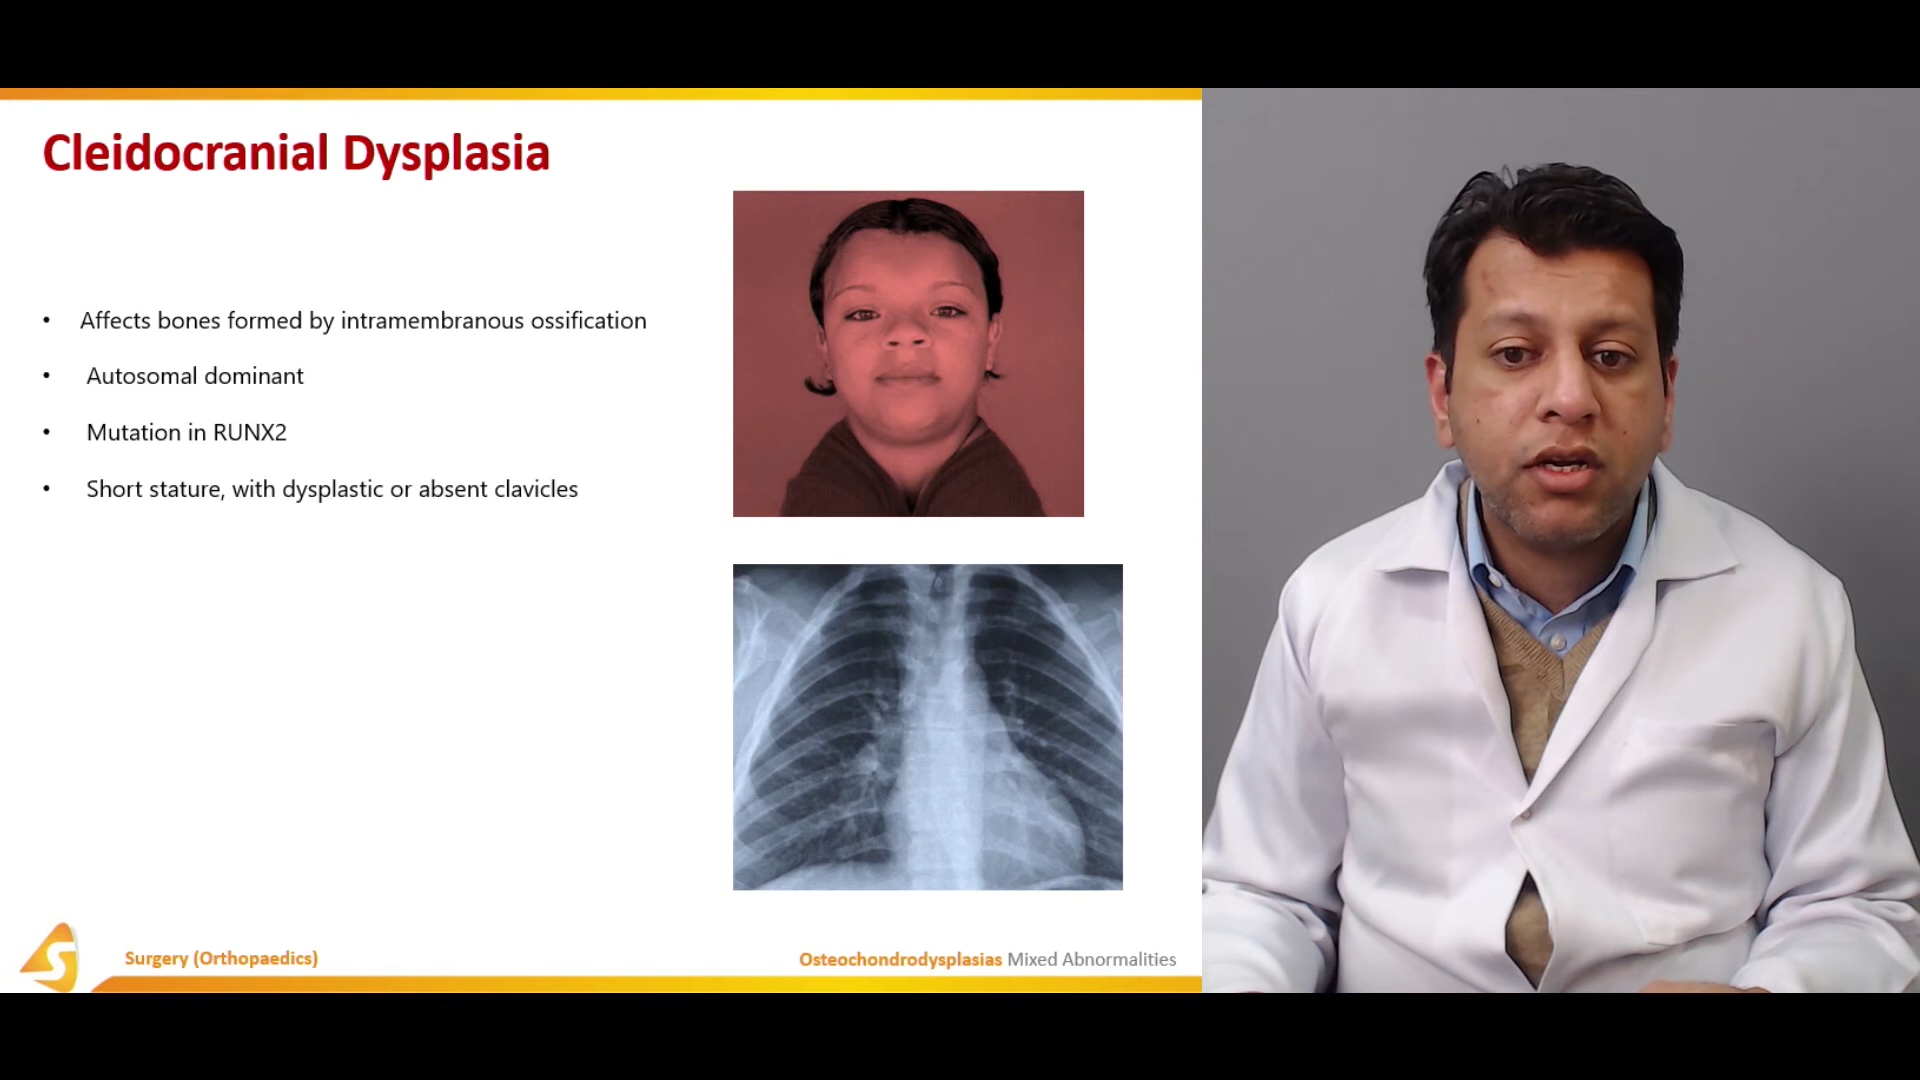 Cleidocranial Dysplasia
• Affects bones formed by intramembranous ossification
• Autosomal dominant
• Mutation in RUNX2
• Short stature, with dysplastic or absent clavicles
S
Surgery (Orthopaedics)
Osteochondrodysplasias Mixed Abnormalities